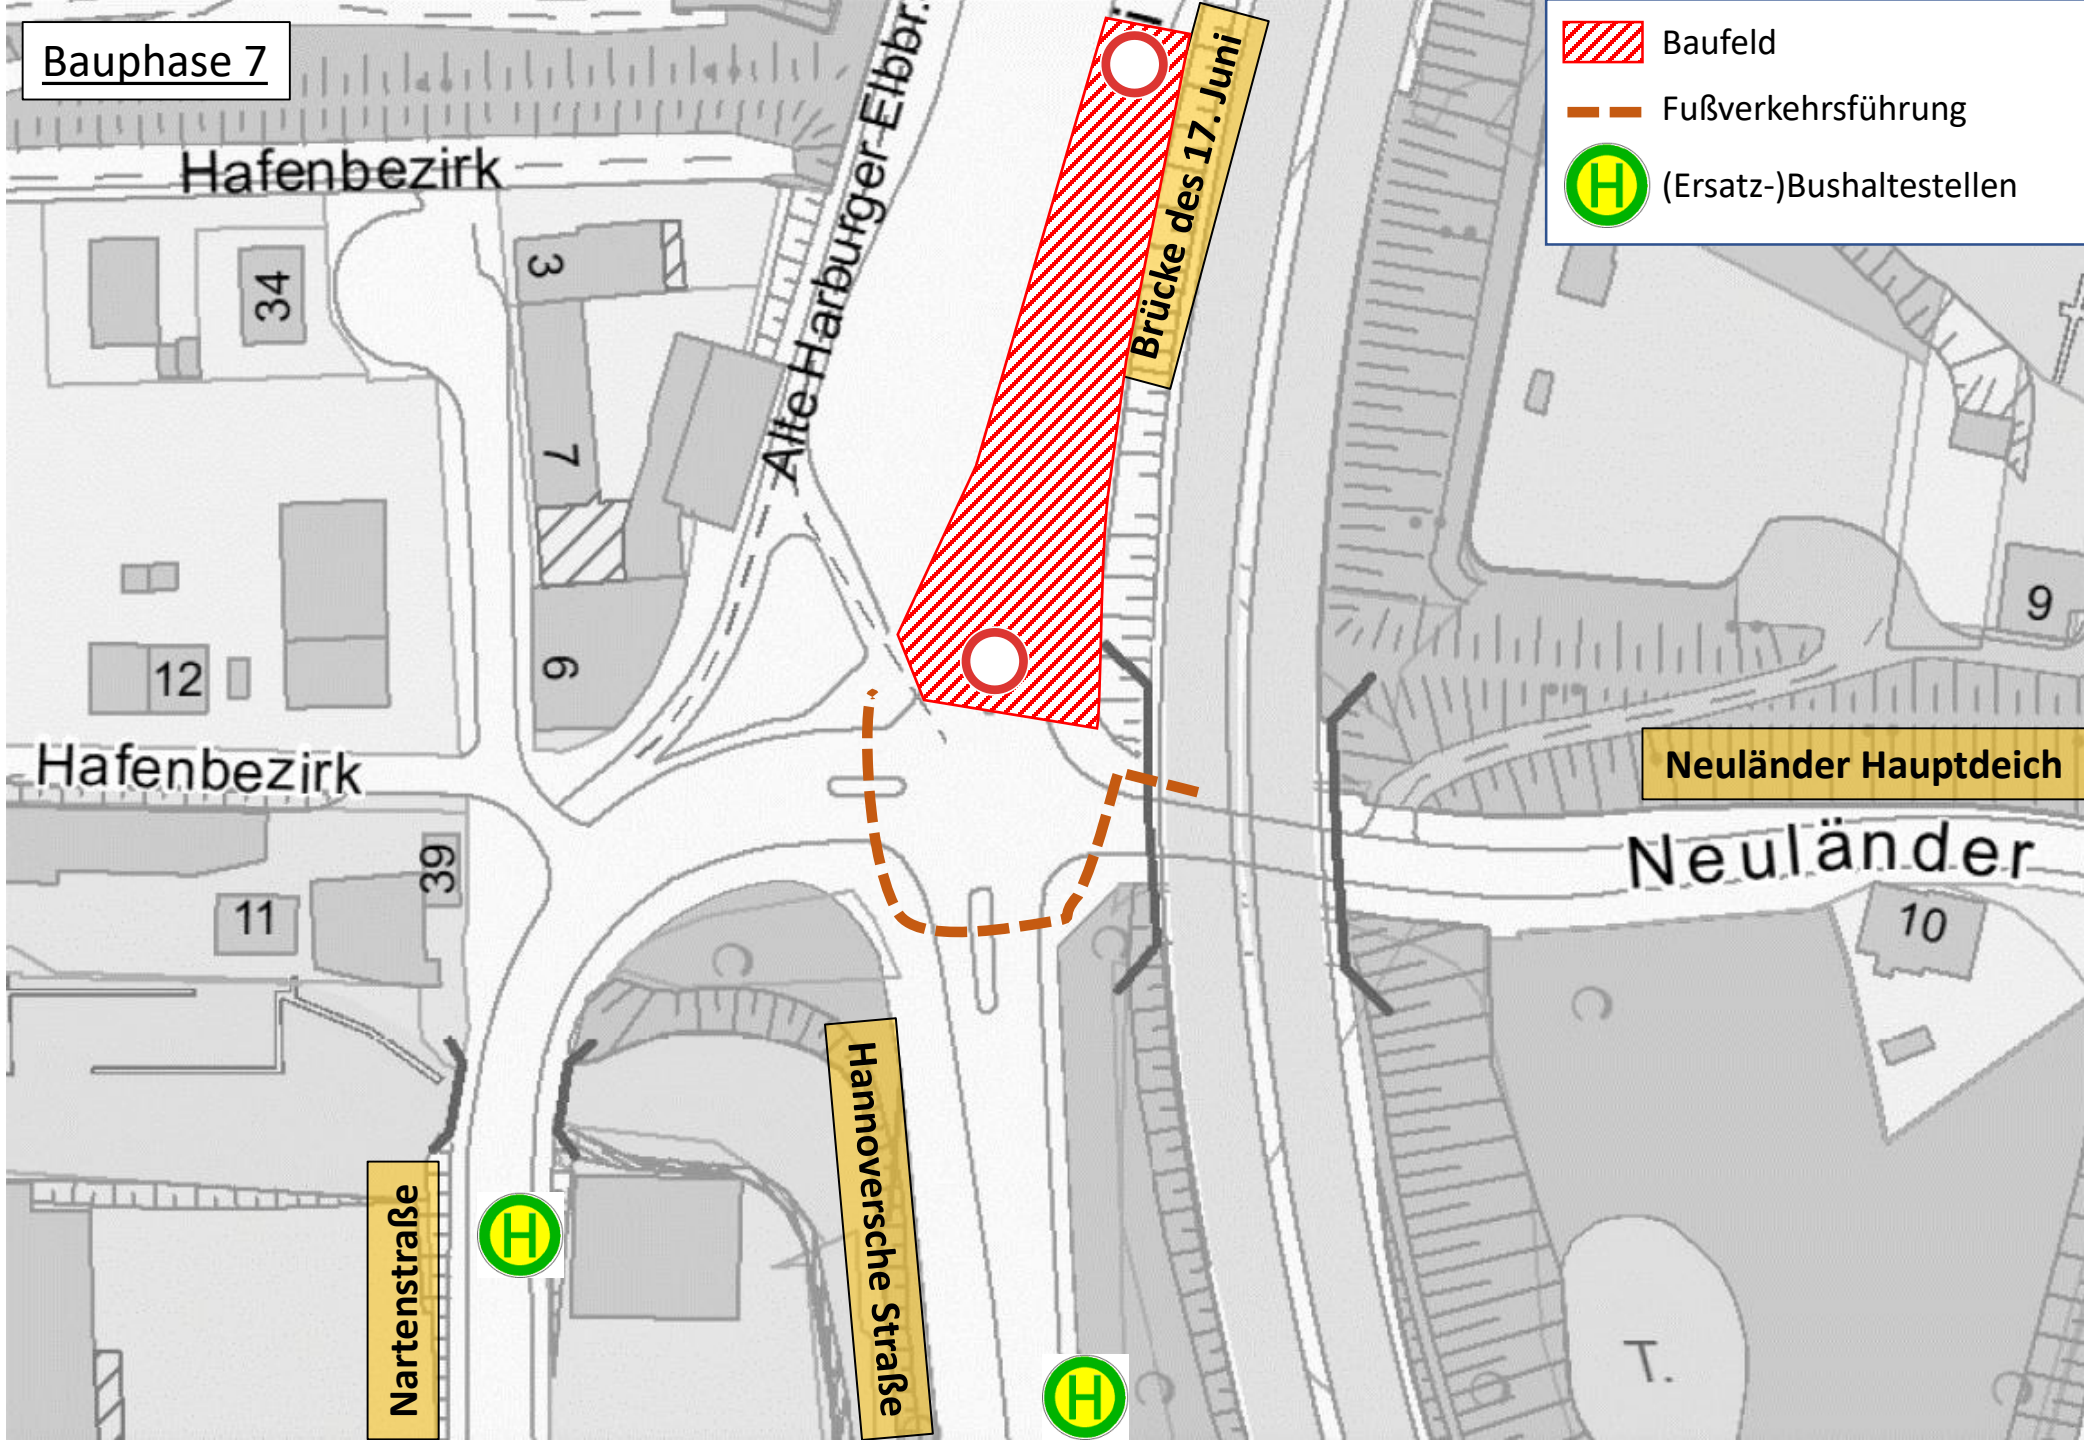 Bauphase 7
Baufeld
Fußverkehrsführung
H (Ersatz-)Bushaltestellen
Hafenbezirk
Alte Harburger Elbbr.
Brücke des 17. Juni
34
3
7
9
12
6
Hafenbezirk
Neuländer Hauptdeich
Neuländer
39
11
10
Hannoversche Straße
Nartenstraße
H
H
T.